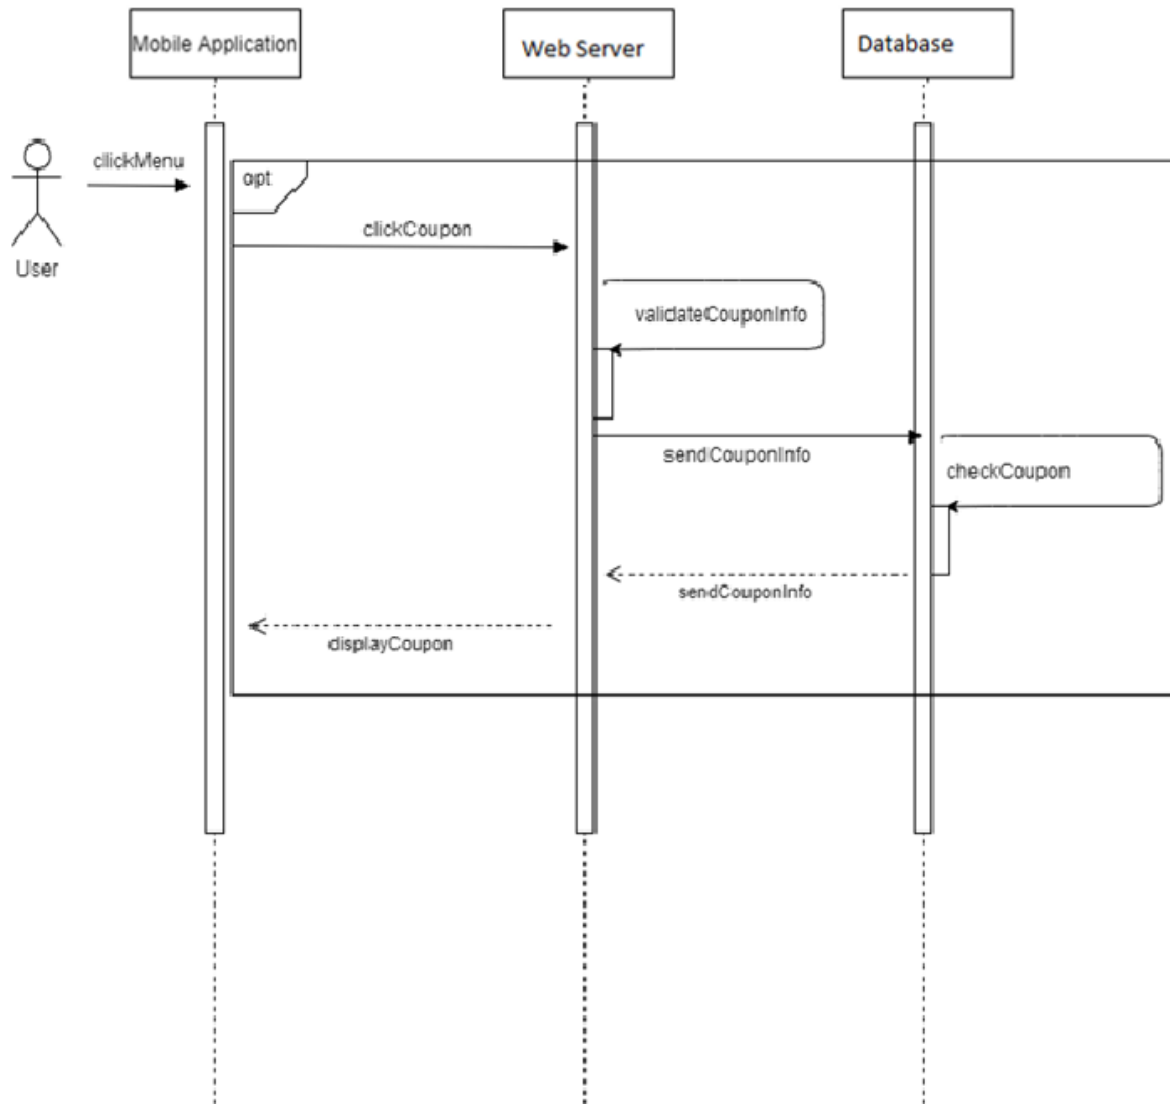 Mobile Application
Web Server
Database
clickMenu
opt
User
clickCoupon
validateCouponInfo
sendCouponInfo
checkCoupon
sendCouponInfo
displayCoupon